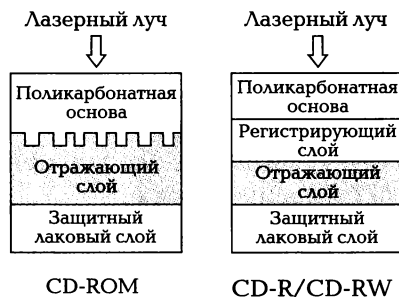 Лазерный луч
Поликарбонатная
основа
Отражающий
слой
Защитный
лаковый слой
CD-ROM
Лазерный луч
Поликарбонатная
основа
Регистрирующий
слой
Отражающий
слой
Защитный
лаковый слой
CD-R/CD-RW